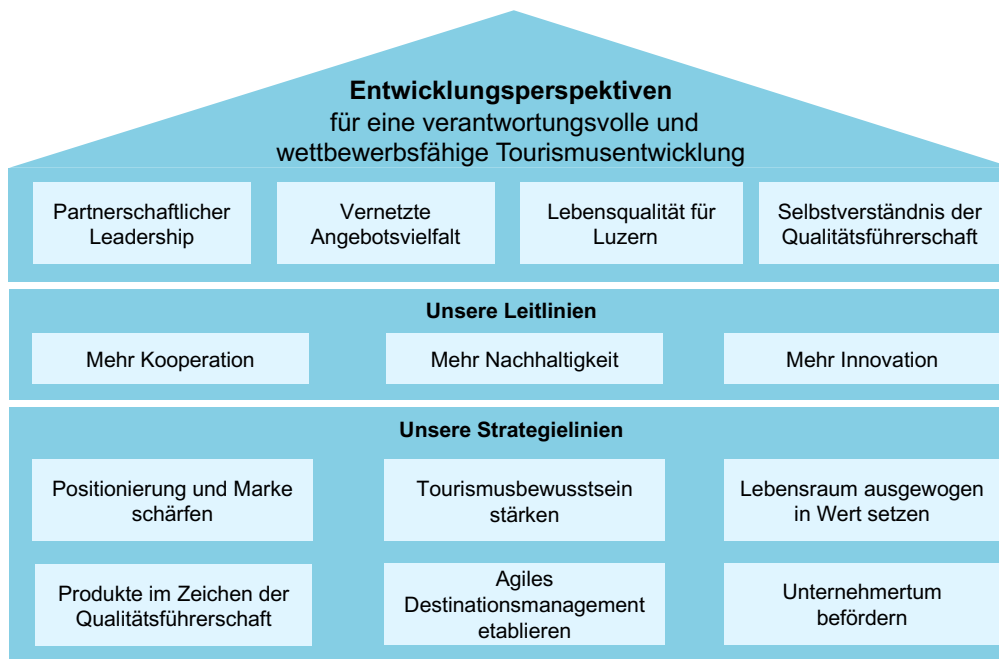 Entwicklungsperspektiven
für eine verantwortungsvolle und
wettbewerbsfähige Tourismusentwicklung
Partnerschaftlicher
Leadership
Vernetzte
Angebotsvielfalt
Lebensqualität für
Luzern
Selbstverständnis der
Qualitätsführerschaft
Unsere Leitlinien
Mehr Kooperation
Mehr Nachhaltigkeit
Mehr Innovation
Unsere Strategielinien
Positionierung und Marke
schärfen
Tourismusbewusstsein
stärken
Lebensraum ausgewogen
in Wert setzen
Produkte im Zeichen der
Qualitätsführerschaft
Agiles
Destinationsmanagement
etablieren
Unternehmertum
befördern